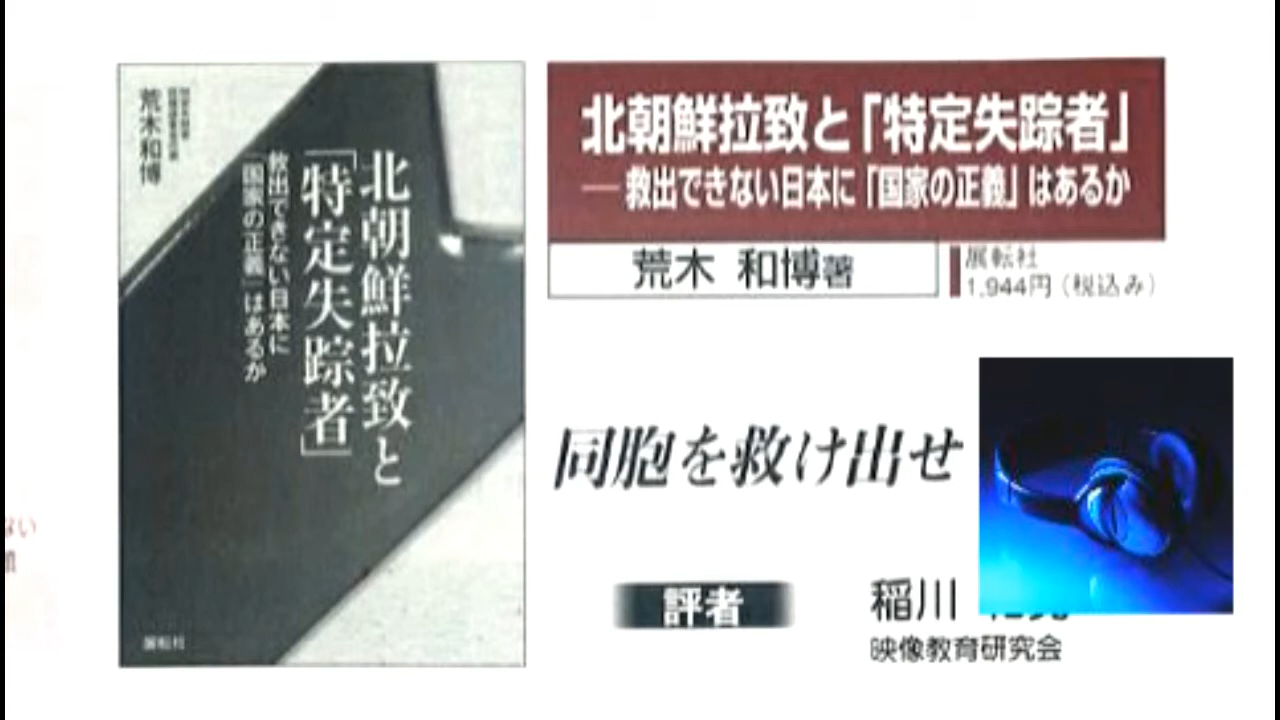 北朝鮮拉致と「特定失踪者」
―救出できない日本に「国家の正義」はあるか
荒木 和博著
展転社
1,944円（税込み）
北朝鮮拉致と
「特定失踪者」
救出できない日本に
「国家の正義」はあるか
荒木和博
展転社
同胞を救け出せ
評者
稲川
映像教育研究会
ない